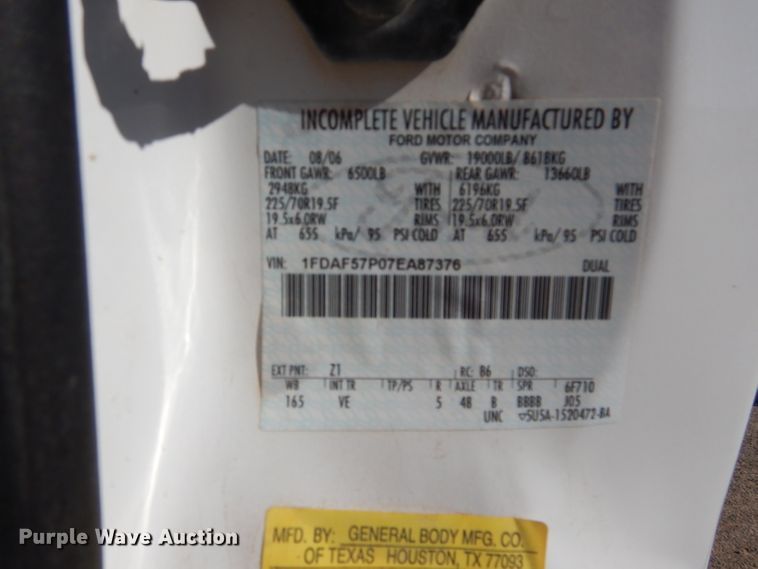 INCOMPLETE VEHICLE MANUFACTURED BY
FORD MOTOR COMPANY
DATE: 08/06 GVWR: 19000LB/ 8618KG
FRONT GAWR: 6500LB REAR GAWR: 13660LB
2948KG WITH 6196KG WITH
225/70R19.5F TIRES 225/70R19.5F TIRES
19.5x6.0RW RIMS 19.5x6.0RW RIMS
AT 655 kPa/ 95 PSI COLD AT 655 kPa/ 95 PSI COLD
VIN: 1FDAF57P07EA87376 DUAL
EXT PNT: Z1 RC: B6 DSO:
WB INT TR TP/PS R AXLE TR SPR 6F710
165 VE 5 48 B BBBB J05
UNC ▽5U5A-1520472-BA
MFD. BY: GENERAL BODY MFG. CO.
OF TEXAS HOUSTON, TX 77093
Purple Wave Auction